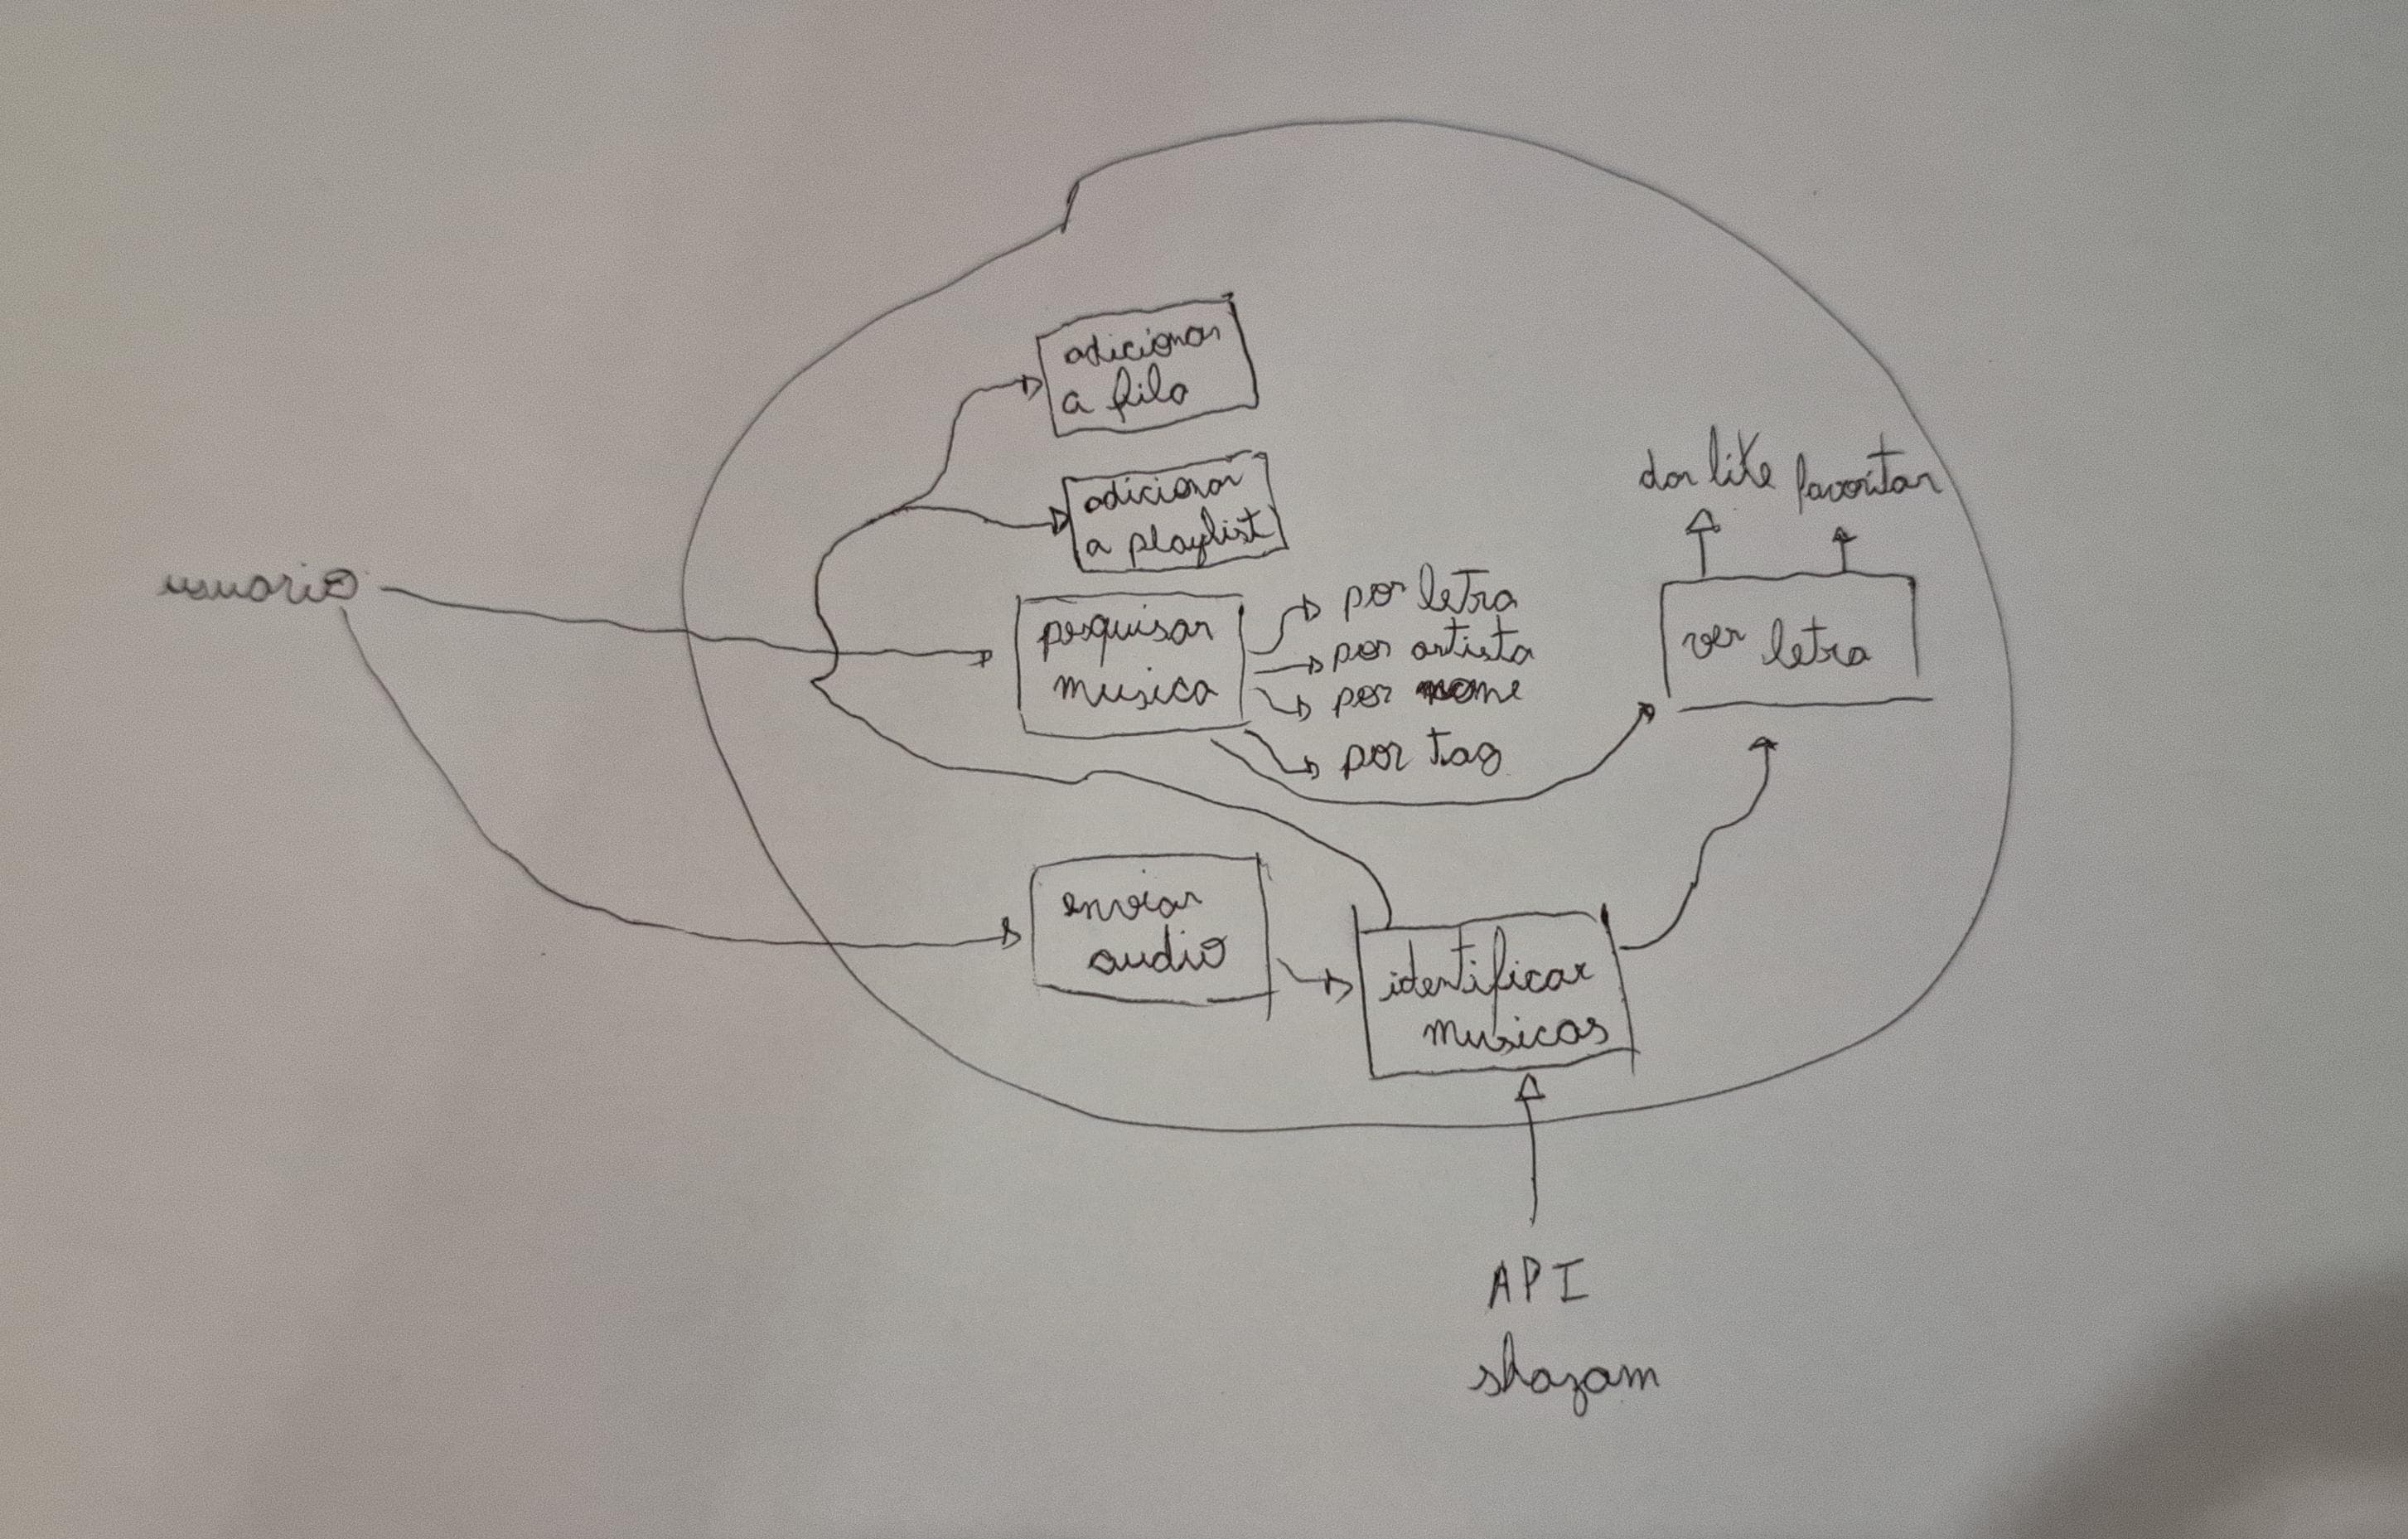 adicionar
a fila
adicionar
a playlist
dar like
favoritar
usuario
pesquisar
musica
por letra
por artista
por nome
por tag
ver letra
enviar
audio
identificar
musicas
API
shazam